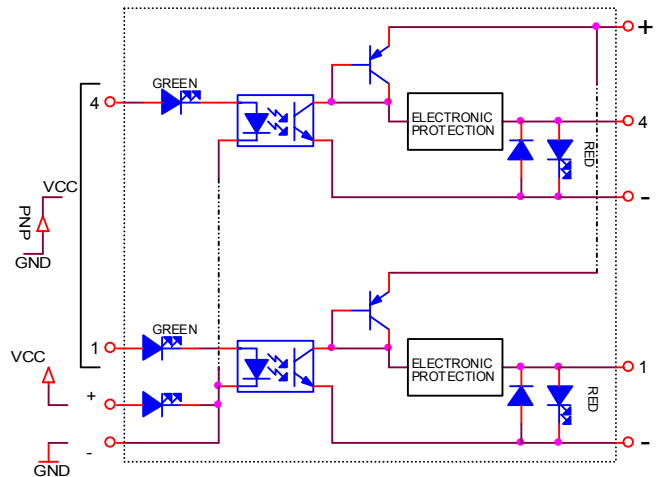 +
GREEN
4
ELECTRONIC
PROTECTION
4
RED
VCC
-
PNP
GND
GREEN
1
ELECTRONIC
PROTECTION
1
VCC
RED
+
-
-
GND